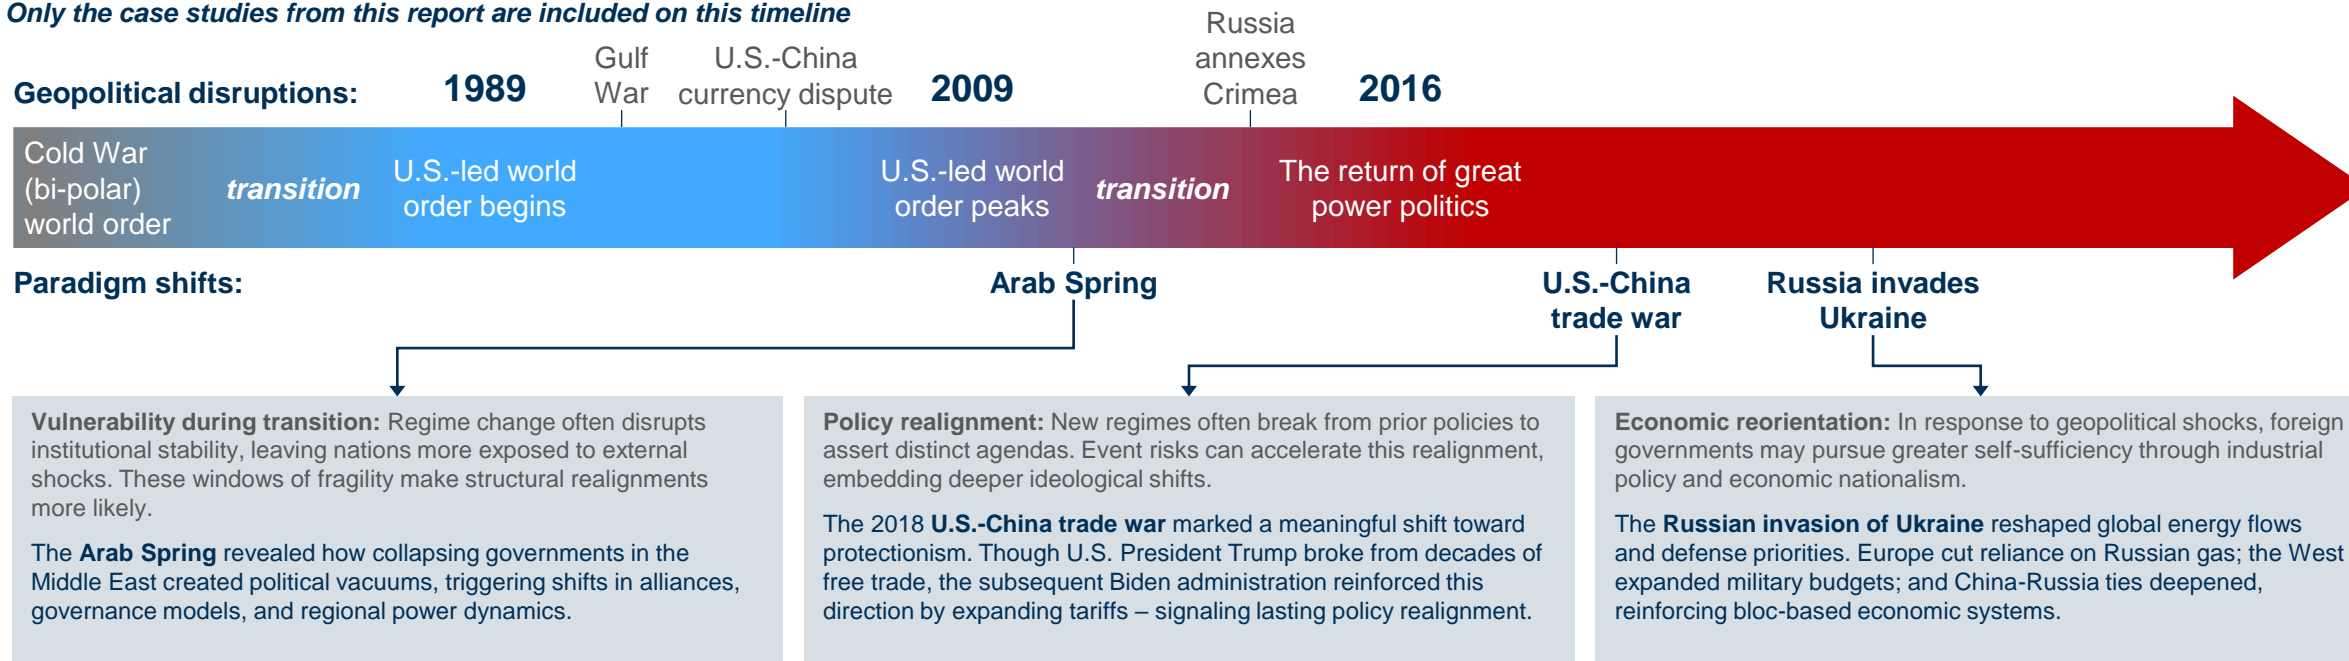 Only the case studies from this report are included on this timeline
Geopolitical disruptions:
1989
Gulf
War
U.S.-China
currency dispute
2009
Russia
annexes
Crimea
2016
Cold War
(bi-polar)
world order
transition
U.S.-led world
order begins
U.S.-led world
order peaks
transition
The return of great
power politics
Paradigm shifts:
Arab Spring
U.S.-China
trade war
Russia invades
Ukraine
Vulnerability during transition: Regime change often disrupts
institutional stability, leaving nations more exposed to external
shocks. These windows of fragility make structural realignments
more likely.
The Arab Spring revealed how collapsing governments in the
Middle East created political vacuums, triggering shifts in alliances,
governance models, and regional power dynamics.
Policy realignment: New regimes often break from prior policies to
assert distinct agendas. Event risks can accelerate this realignment,
embedding deeper ideological shifts.
The 2018 U.S.-China trade war marked a meaningful shift toward
protectionism. Though U.S. President Trump broke from decades of
free trade, the subsequent Biden administration reinforced this
direction by expanding tariffs – signaling lasting policy realignment.
Economic reorientation: In response to geopolitical shocks, foreign
governments may pursue greater self-sufficiency through industrial
policy and economic nationalism.
The Russian invasion of Ukraine reshaped global energy flows
and defense priorities. Europe cut reliance on Russian gas; the West
expanded military budgets; and China-Russia ties deepened,
reinforcing bloc-based economic systems.